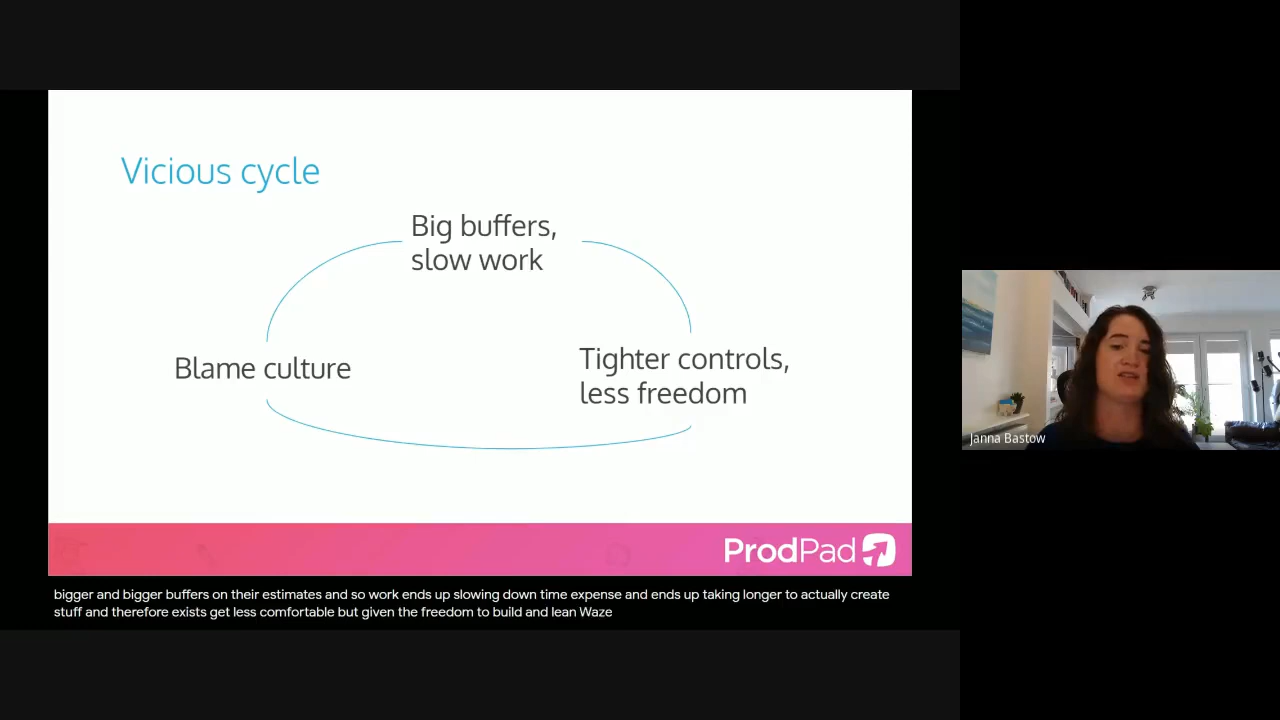 Vicious cycle
Big buffers,
slow work
Blame culture
Tighter controls,
less freedom
ProdPad
Janna Bastow
bigger and bigger buffers on their estimates and so work ends up slowing down time expense and ends up taking longer to actually create
stuff and therefore exists get less comfortable but given the freedom to build and lean Waze